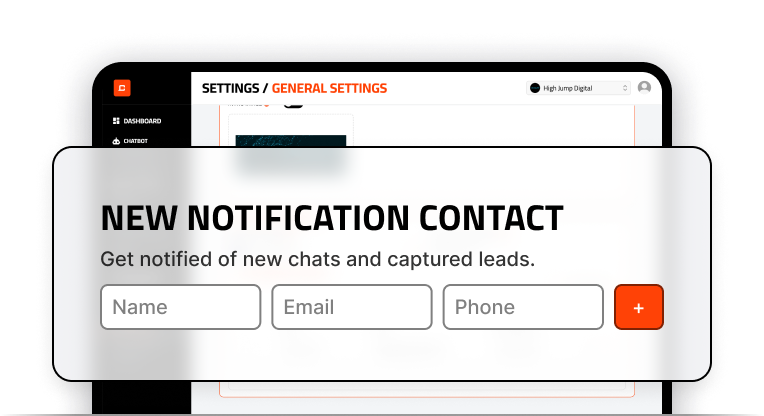 SETTINGS / GENERAL SETTINGS
High Jump Digital
DASHBOARD
CHATBOT
NEW NOTIFICATION CONTACT
Get notified of new chats and captured leads.
Name Email Phone +